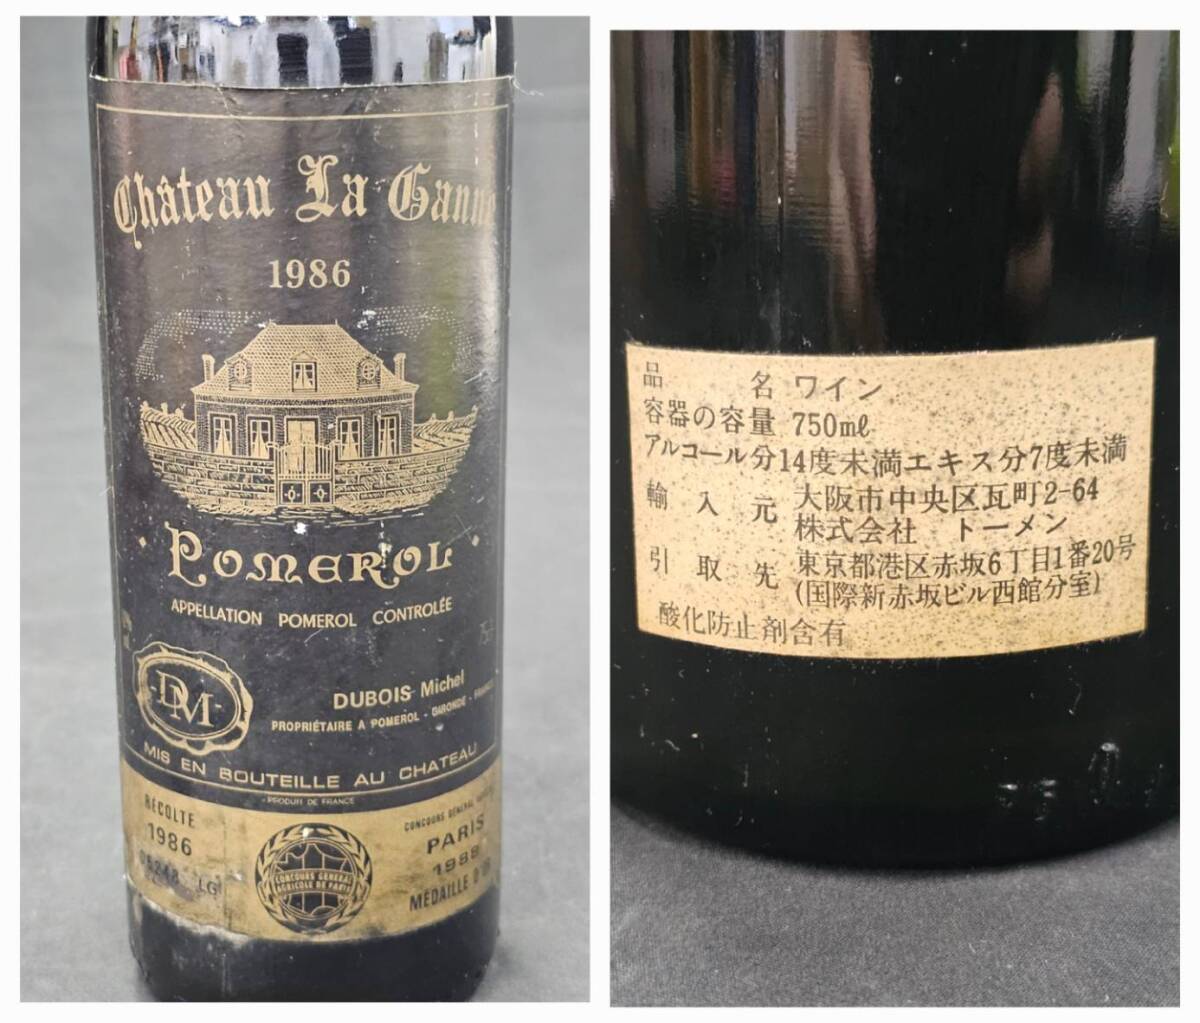 Château La Ganne
1986
POMEROL
APPELLATION POMEROL CONTROLÉE
DM
DUBOIS Michel
PROPRIÉTAIRE A POMEROL - GIRONDE - FRANCE
MIS EN BOUTEILLE AU CHATEAU
PRODUIT DE FRANCE
RÉCOLTE
1986
LG
CONCOURS GENERAL
AGRICOLE DE PARIS
CONCOURS GENERAL
PARIS
1988
MÉDAILLE D'OR
品名 ワイン
容器の容量 750mℓ
アルコール分14度未満エキス分7度未満
輸入元 大阪市中央区瓦町2-64
株式会社 トーメン
引取先 東京都港区赤坂6丁目1番20号
(国際新赤坂ビル西館分室)
酸化防止剤含有